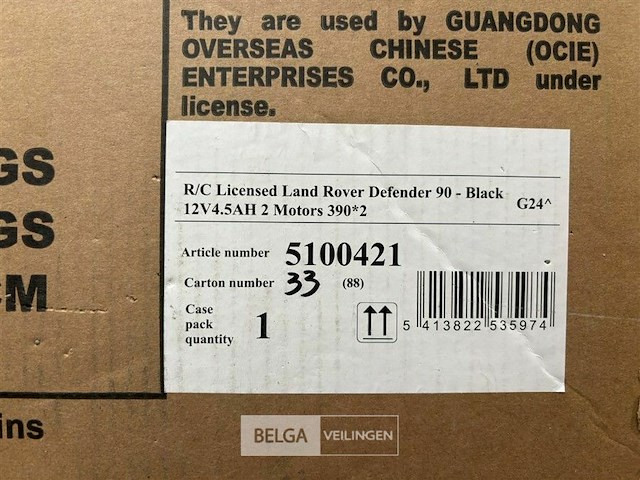 They are used by GUANGDONG
OVERSEAS CHINESE (OCIE)
ENTERPRISES CO., LTD under
license.
GS
GS
CM
R/C Licensed Land Rover Defender 90 - Black
12V4.5AH 2 Motors 390*2
G24^
Article number 5100421
Carton number 33 (88)
Case
pack
quantity 1
5 413822 535974
ins
BELGA VEILINGEN